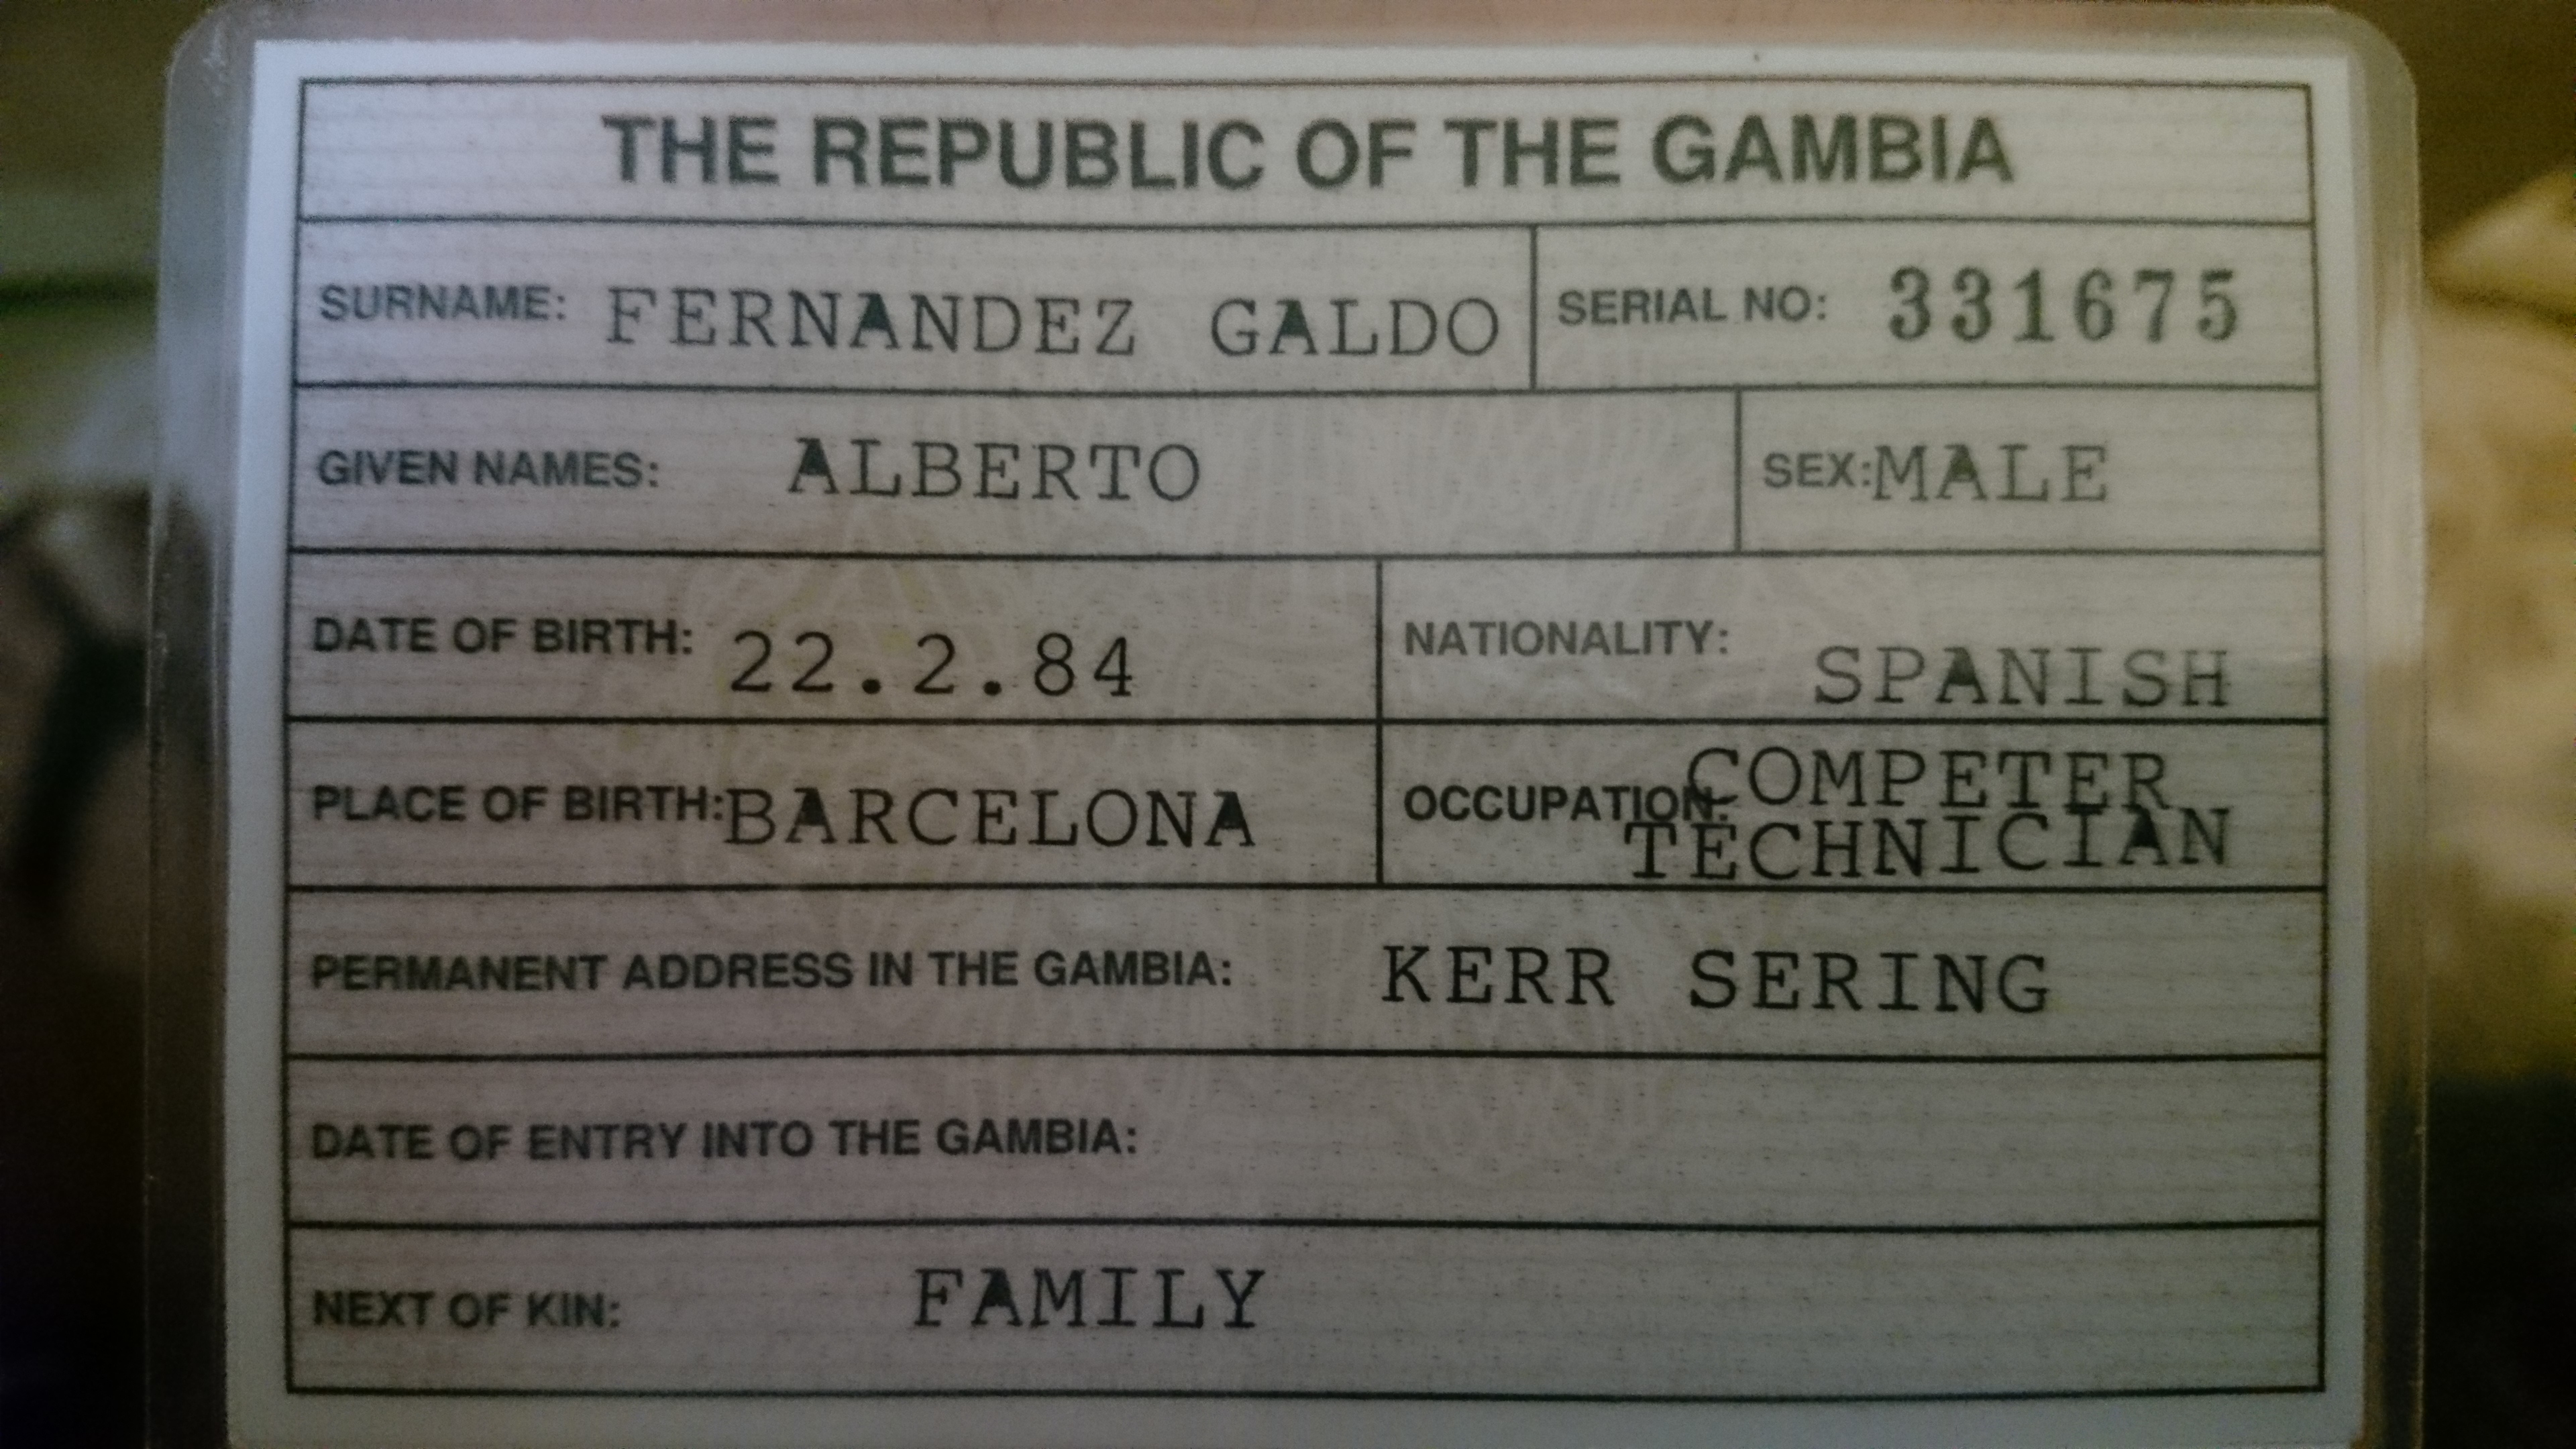 THE REPUBLIC OF THE GAMBIA
SURNAME: FERNANDEZ GALDO
SERIAL NO: 331675
GIVEN NAMES: ALBERTO
SEX: MALE
DATE OF BIRTH: 22.2.84
NATIONALITY: SPANISH
PLACE OF BIRTH: BARCELONA
OCCUPATION: COMPETER
TECHNICIAN
PERMANENT ADDRESS IN THE GAMBIA: KERR SERING
DATE OF ENTRY INTO THE GAMBIA:
NEXT OF KIN: FAMILY